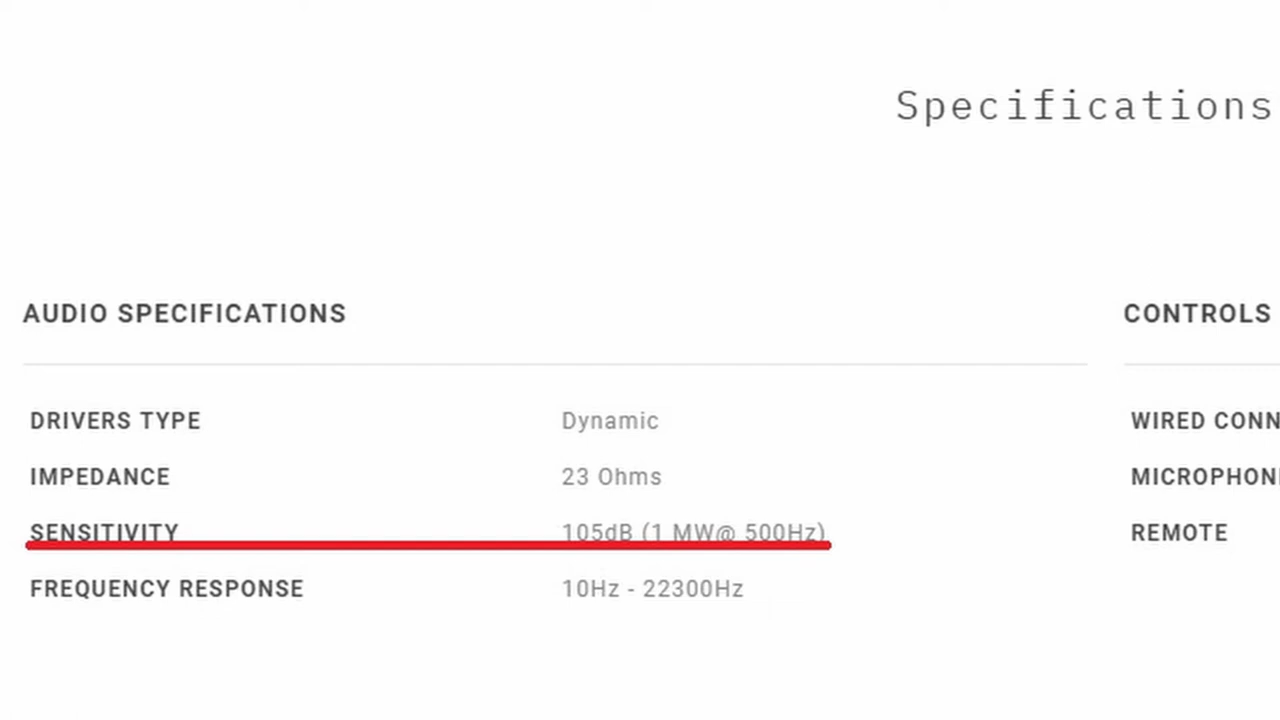 Specifications
AUDIO SPECIFICATIONS
DRIVERS TYPE Dynamic
IMPEDANCE 23 Ohms
SENSITIVITY 105dB (1 MW@ 500Hz)
FREQUENCY RESPONSE 10Hz - 22300Hz
CONTROLS
WIRED CONN
MICROPHON
REMOTE